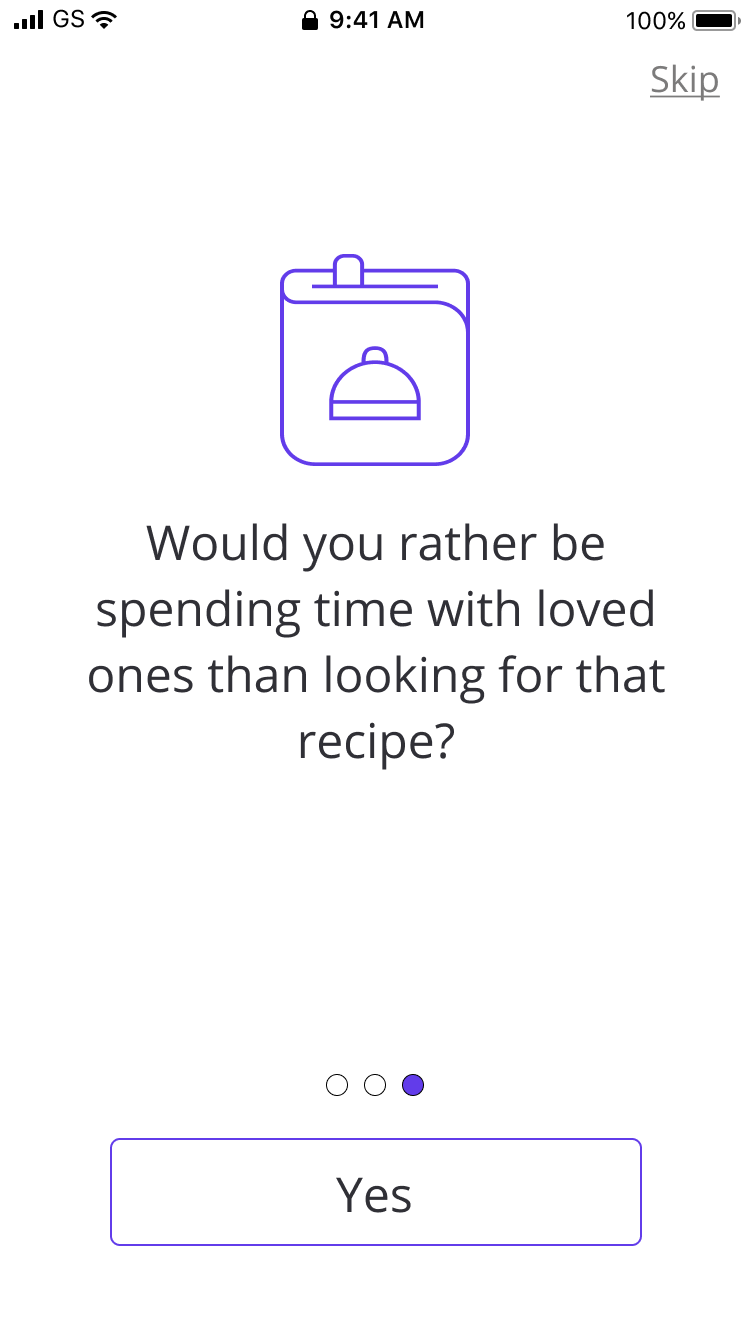 GS 9:41 AM 100%
Skip
Would you rather be
spending time with loved
ones than looking for that
recipe?
Yes